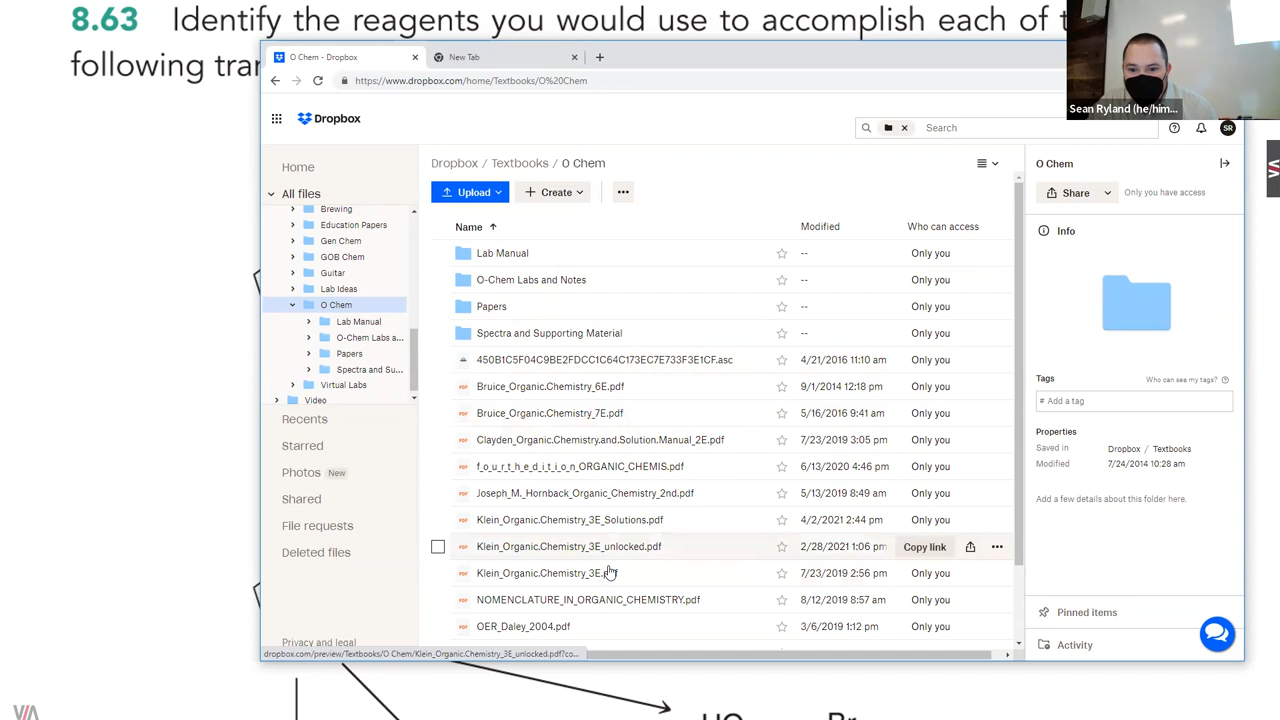 8.63 Identify the reagents you would use to accomplish each of t
following tran
Sean Ryland (he/him...
O Chem - Dropbox
New Tab
https://www.dropbox.com/home/Textbooks/O%20Chem
Dropbox
Search
SR
Home
All files
Brewing
Education Papers
Gen Chem
GOB Chem
Guitar
Lab Ideas
O Chem
Lab Manual
O-Chem Labs a...
Papers
Spectra and Su...
Virtual Labs
Video
Recents
Starred
Photos New
Shared
File requests
Deleted files
Privacy and legal
Dropbox / Textbooks / O Chem
Upload
Create
Name Modified Who can access
Lab Manual -- Only you
O-Chem Labs and Notes -- Only you
Papers -- Only you
Spectra and Supporting Material -- Only you
450B1C5F04C9BE2FDCC1C64C173EC7E733F3E1CF.asc 4/21/2016 11:10 am Only you
Bruice_Organic.Chemistry_6E.pdf 9/1/2014 12:18 pm Only you
Bruice_Organic.Chemistry_7E.pdf 5/16/2016 9:41 am Only you
Clayden_Organic.Chemistry.and.Solution.Manual_2E.pdf 7/23/2019 3:05 pm Only you
f_o_u_r_t_h_e_d_i_t_i_o_n_ORGANIC_CHEMIS.pdf 6/13/2020 4:46 pm Only you
Joseph_M._Hornback_Organic_Chemistry_2nd.pdf 5/13/2019 8:49 am Only you
Klein_Organic.Chemistry_3E_Solutions.pdf 4/2/2021 2:44 pm Only you
Klein_Organic.Chemistry_3E_unlocked.pdf 2/28/2021 1:06 pm Copy link
Klein_Organic.Chemistry_3E.pdf 7/23/2019 2:56 pm Only you
NOMENCLATURE_IN_ORGANIC_CHEMISTRY.pdf 8/12/2019 8:57 am Only you
OER_Daley_2004.pdf 3/6/2019 1:12 pm Only you
O Chem
Share
Only you have access
Info
Tags
Who can see my tags?
# Add a tag
Properties
Saved in Dropbox / Textbooks
Modified 7/24/2014 10:28 am
Add a few details about this folder here.
Pinned items
Activity
dropbox.com/preview/Textbooks/O Chem/Klein_Organic.Chemistry_3E_unlocked.pdf?co...
HO Br
VIA